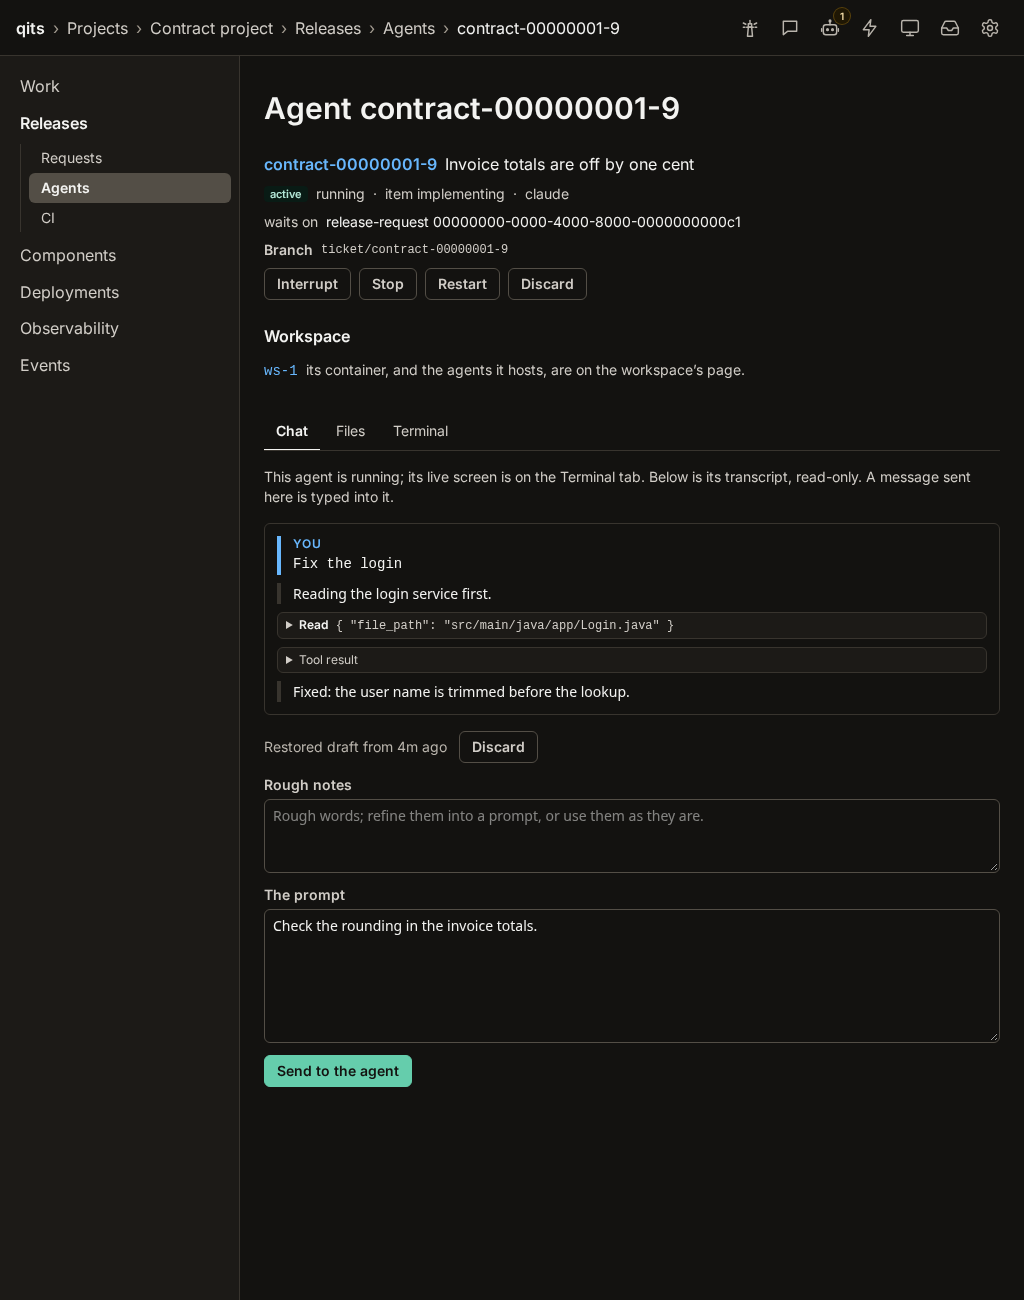 qits › Projects › Contract project › Releases › Agents › contract-00000001-9
1
Work
Releases
Requests
Agents
CI
Components
Deployments
Observability
Events
Agent contract-00000001-9
contract-00000001-9 Invoice totals are off by one cent
active running · item implementing · claude
waits on release-request 00000000-0000-4000-8000-0000000000c1
Branch ticket/contract-00000001-9
Interrupt Stop Restart Discard
Workspace
ws-1 its container, and the agents it hosts, are on the workspace’s page.
Chat Files Terminal
This agent is running; its live screen is on the Terminal tab. Below is its transcript, read-only. A message sent
here is typed into it.
YOU
Fix the login
Reading the login service first.
Read { "file_path": "src/main/java/app/Login.java" }
Tool result
Fixed: the user name is trimmed before the lookup.
Restored draft from 4m ago Discard
Rough notes
Rough words; refine them into a prompt, or use them as they are.
The prompt
Check the rounding in the invoice totals.
Send to the agent